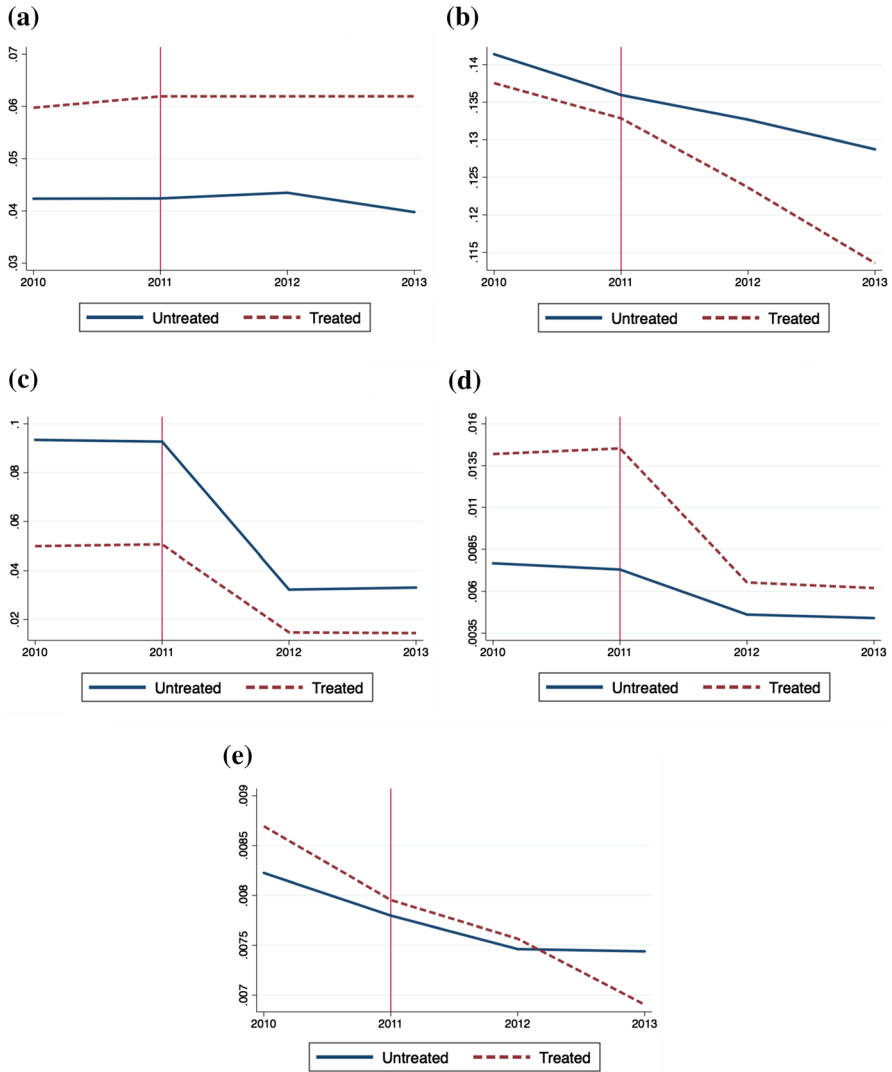 (a)
.07
.06
.05
.04
.03
2010 2011 2012 2013
Untreated Treated
(b)
.14
.135
.13
.125
.12
.115
2010 2011 2012 2013
Untreated Treated
(c)
.1
.08
.06
.04
.02
2010 2011 2012 2013
Untreated Treated
(d)
.016
.0135
.011
.0085
.006
.0035
2010 2011 2012 2013
Untreated Treated
(e)
.009
.0085
.008
.0075
.007
2010 2011 2012 2013
Untreated Treated